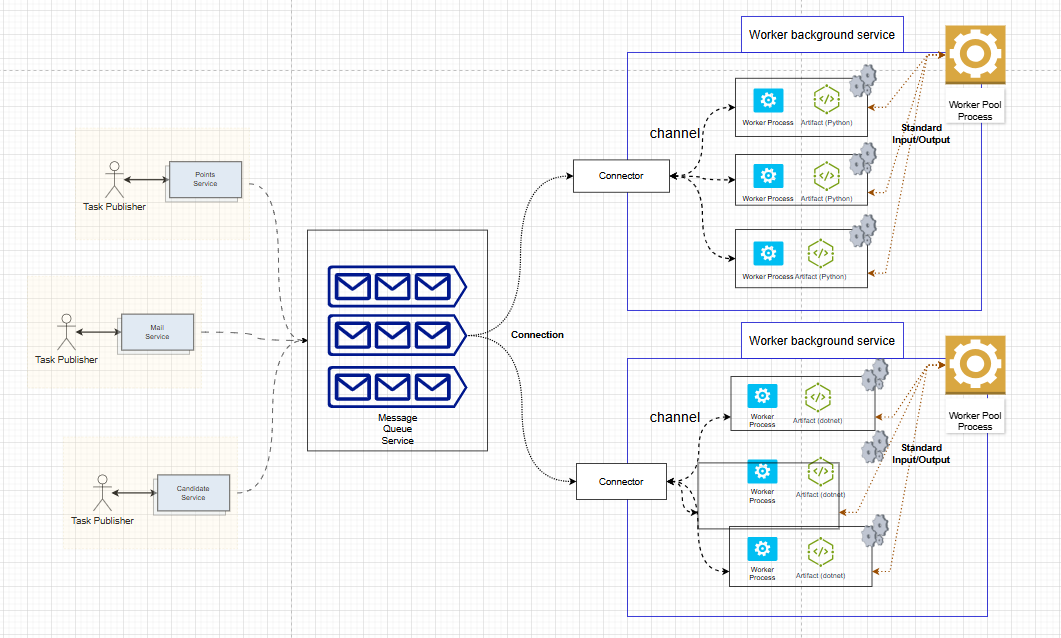 Worker background service
Worker Pool
Process
Worker Process
Artifact (Python)
channel
Standard
Input/Output
Points
Service
Task Publisher
Connector
Worker Process
Artifact (Python)
Worker Process
Artifact (Python)
Mail
Service
Task Publisher
Connection
Message
Queue
Service
Candidate
Service
Task Publisher
Worker background service
Worker Pool
Process
channel
Worker
Process
Artifact (dotnet)
Standard
Input/Output
Connector
Worker
Process
Artifact (dotnet)
Worker
Process
Artifact (dotnet)